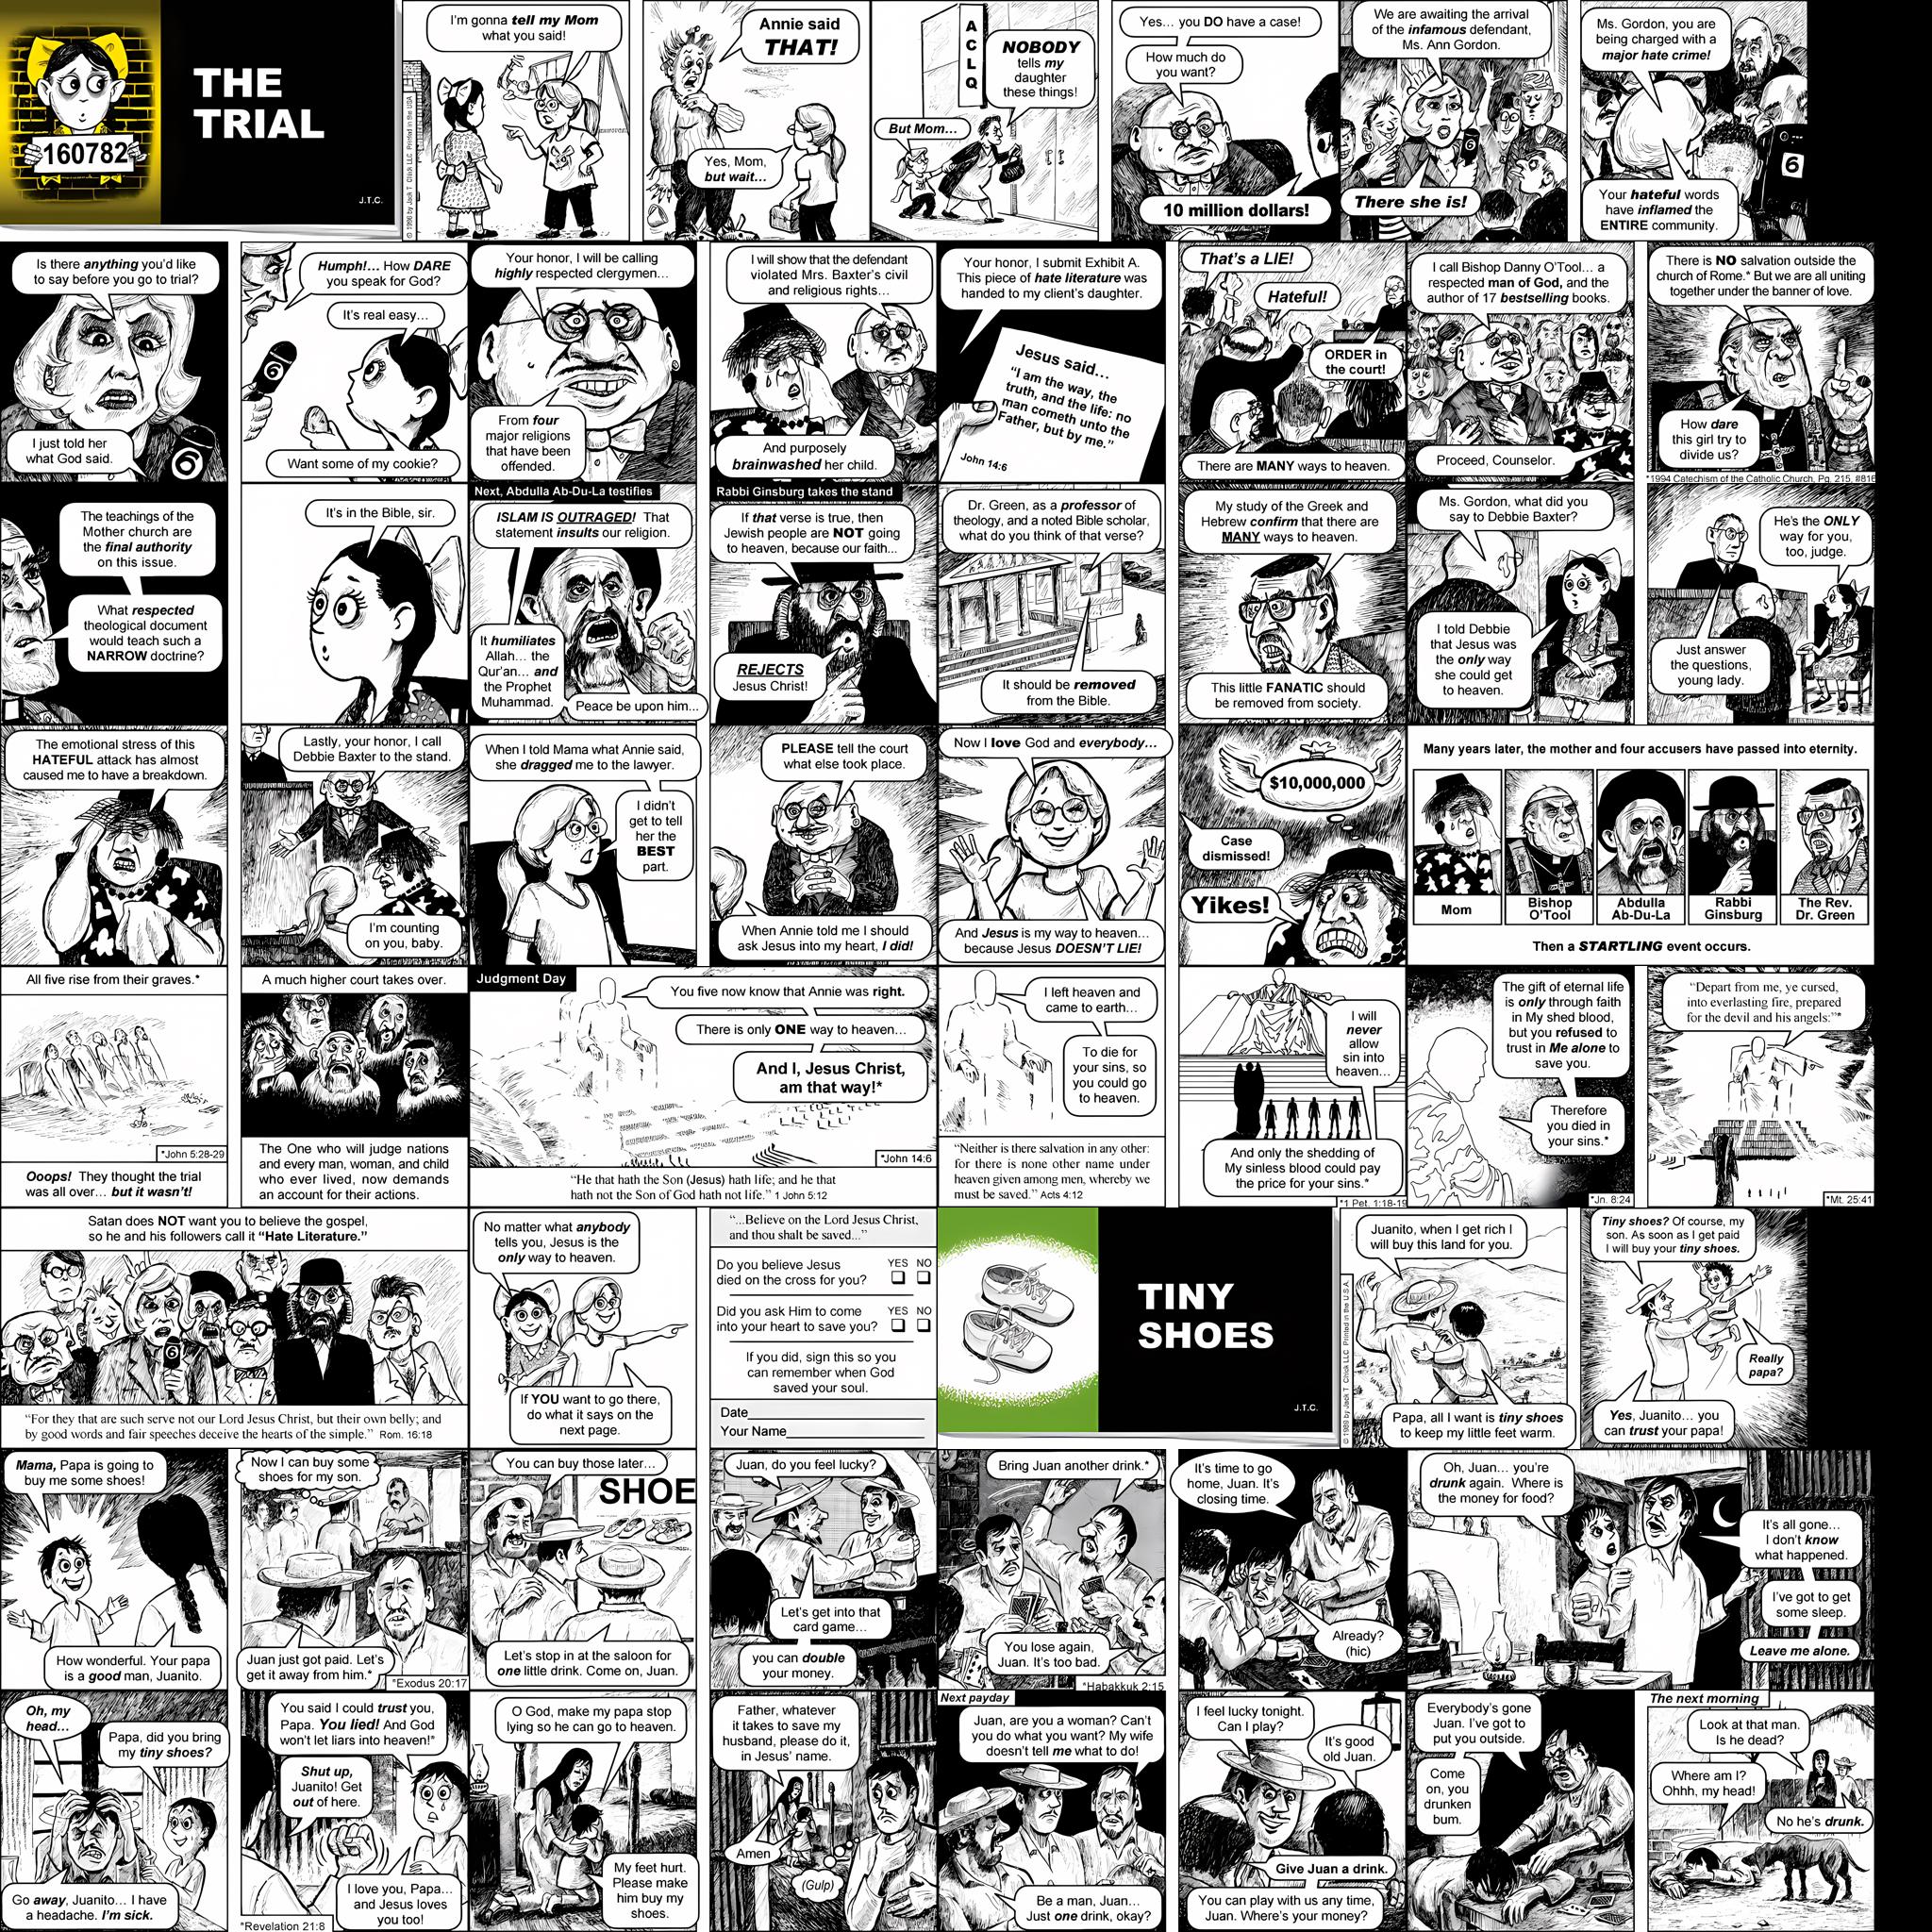 THE
TRIAL
160782
J.T.C.
© 1996 by Jack T. Chick LLC Printed in the USA
I'm gonna tell my Mom
what you said!
Annie said
THAT!
Yes, Mom,
but wait...
A
C
L
Q
NOBODY
tells my
daughter
these things!
But Mom...
Yes... you DO have a case!
How much do
you want?
10 million dollars!
We are awaiting the arrival
of the infamous defendant,
Ms. Ann Gordon.
6
There she is!
Ms. Gordon, you are
being charged with a
major hate crime!
6
Your hateful words
have inflamed the
ENTIRE community.
Is there anything you'd like
to say before you go to trial?
I just told her
what God said.
6
Humph!... How DARE
you speak for God?
It's real easy...
6
Want some of my cookie?
Your honor, I will be calling
highly respected clergymen...
From four
major religions
that have been
offended.
I will show that the defendant
violated Mrs. Baxter's civil
and religious rights...
And purposely
brainwashed her child.
Your honor, I submit Exhibit A.
This piece of hate literature was
handed to my client's daughter.
Jesus said...
"I am the way, the
truth, and the life: no
man cometh unto the
Father, but by me."
John 14:6
That's a LIE!
Hateful!
ORDER in
the court!
There are MANY ways to heaven.
I call Bishop Danny O'Tool... a
respected man of God, and the
author of 17 bestselling books.
Proceed, Counselor.
There is NO salvation outside the
church of Rome.* But we are all uniting
together under the banner of love.
How dare
this girl try to
divide us?
*1994 Catechism of the Catholic Church, Pg. 215, #816
The teachings of the
Mother church are
the final authority
on this issue.
What respected
theological document
would teach such a
NARROW doctrine?
It's in the Bible, sir.
Next, Abdulla Ab-Du-La testifies
ISLAM IS OUTRAGED! That
statement insults our religion.
It humiliates
Allah... the
Qur'an... and
the Prophet
Muhammad.
Peace be upon him...
Rabbi Ginsburg takes the stand
If that verse is true, then
Jewish people are NOT going
to heaven, because our faith...
REJECTS
Jesus Christ!
Dr. Green, as a professor of
theology, and a noted Bible scholar,
what do you think of that verse?
It should be removed
from the Bible.
My study of the Greek and
Hebrew confirm that there are
MANY ways to heaven.
This little FANATIC should
be removed from society.
Ms. Gordon, what did you
say to Debbie Baxter?
I told Debbie
that Jesus was
the only way
she could get
to heaven.
He's the ONLY
way for you,
too, judge.
Just answer
the questions,
young lady.
The emotional stress of this
HATEFUL attack has almost
caused me to have a breakdown.
Lastly, your honor, I call
Debbie Baxter to the stand.
I'm counting
on you, baby.
When I told Mama what Annie said,
she dragged me to the lawyer.
I didn't
get to tell
her the
BEST
part.
PLEASE tell the court
what else took place.
When Annie told me I should
ask Jesus into my heart, I did!
Now I love God and everybody...
And Jesus is my way to heaven...
because Jesus DOESN'T LIE!
$10,000,000
Case
dismissed!
Yikes!
Many years later, the mother and four accusers have passed into eternity.
Mom
Bishop
O'Tool
Abdulla
Ab-Du-La
Rabbi
Ginsburg
The Rev.
Dr. Green
Then a STARTLING event occurs.
All five rise from their graves.*
*John 5:28-29
Ooops! They thought the trial
was all over... but it wasn't!
A much higher court takes over.
The One who will judge nations
and every man, woman, and child
who ever lived, now demands
an account for their actions.
Judgment Day
You five now know that Annie was right.
There is only ONE way to heaven...
And I, Jesus Christ,
am that way!*
*John 14:6
"He that hath the Son (Jesus) hath life; and he that
hath not the Son of God hath not life." 1 John 5:12
I left heaven and
came to earth...
To die for
your sins, so
you could go
to heaven.
"Neither is there salvation in any other:
for there is none other name under
heaven given among men, whereby we
must be saved." Acts 4:12
I will
never
allow
sin into
heaven...
And only the shedding of
My sinless blood could pay
the price for your sins.*
*1 Pet. 1:18-19
The gift of eternal life
is only through faith
in My shed blood,
but you refused to
trust in Me alone to
save you.
Therefore
you died in
your sins.*
*Jn. 8:24
"Depart from me, ye cursed,
into everlasting fire, prepared
for the devil and his angels:"*
*Mt. 25:41
Satan does NOT want you to believe the gospel,
so he and his followers call it "Hate Literature."
6
"For they that are such serve not our Lord Jesus Christ, but their own belly; and
by good words and fair speeches deceive the hearts of the simple." Rom. 16:18
No matter what anybody
tells you, Jesus is the
only way to heaven.
If YOU want to go there,
do what it says on the
next page.
"...Believe on the Lord Jesus Christ,
and thou shalt be saved..."
Do you believe Jesus
died on the cross for you?
YES NO
Did you ask Him to come
into your heart to save you?
YES NO
If you did, sign this so you
can remember when God
saved your soul.
Date
Your Name
TINY
SHOES
J.T.C.
© 1989 by Jack T. Chick LLC Printed in the U.S.A.
Juanito, when I get rich I
will buy this land for you.
Papa, all I want is tiny shoes
to keep my little feet warm.
Tiny shoes? Of course, my
son. As soon as I get paid
I will buy your tiny shoes.
Really
papa?
Yes, Juanito... you
can trust your papa!
Mama, Papa is going to
buy me some shoes!
How wonderful. Your papa
is a good man, Juanito.
Now I can buy some
shoes for my son.
Juan just got paid. Let's
get it away from him.*
*Exodus 20:17
You can buy those later...
SHOE
Let's stop in at the saloon for
one little drink. Come on, Juan.
Juan, do you feel lucky?
Let's get into that
card game...
you can double
your money.
Bring Juan another drink.*
You lose again,
Juan. It's too bad.
*Habakkuk 2:15
It's time to go
home, Juan. It's
closing time.
Already?
(hic)
Oh, Juan... you're
drunk again. Where is
the money for food?
It's all gone...
I don't know
what happened.
I've got to get
some sleep.
Leave me alone.
Oh, my
head...
Papa, did you bring
my tiny shoes?
Go away, Juanito... I have
a headache. I'm sick.
You said I could trust you,
Papa. You lied! And God
won't let liars into heaven!*
Shut up,
Juanito! Get
out of here.
I love you, Papa...
and Jesus loves
you too!
*Revelation 21:8
O God, make my papa stop
lying so he can go to heaven.
My feet hurt.
Please make
him buy my
shoes.
Father, whatever
it takes to save my
husband, please do it,
in Jesus' name.
Amen
(Gulp)
Next payday
Juan, are you a woman? Can't
you do what you want? My wife
doesn't tell me what to do!
Be a man, Juan...
Just one drink, okay?
I feel lucky tonight.
Can I play?
It's good
old Juan.
Give Juan a drink.
You can play with us any time,
Juan. Where's your money?
Everybody's gone
Juan. I've got to
put you outside.
Come
on, you
drunken
bum.
The next morning
Look at that man.
Is he dead?
Where am I?
Ohhh, my head!
No he's drunk.